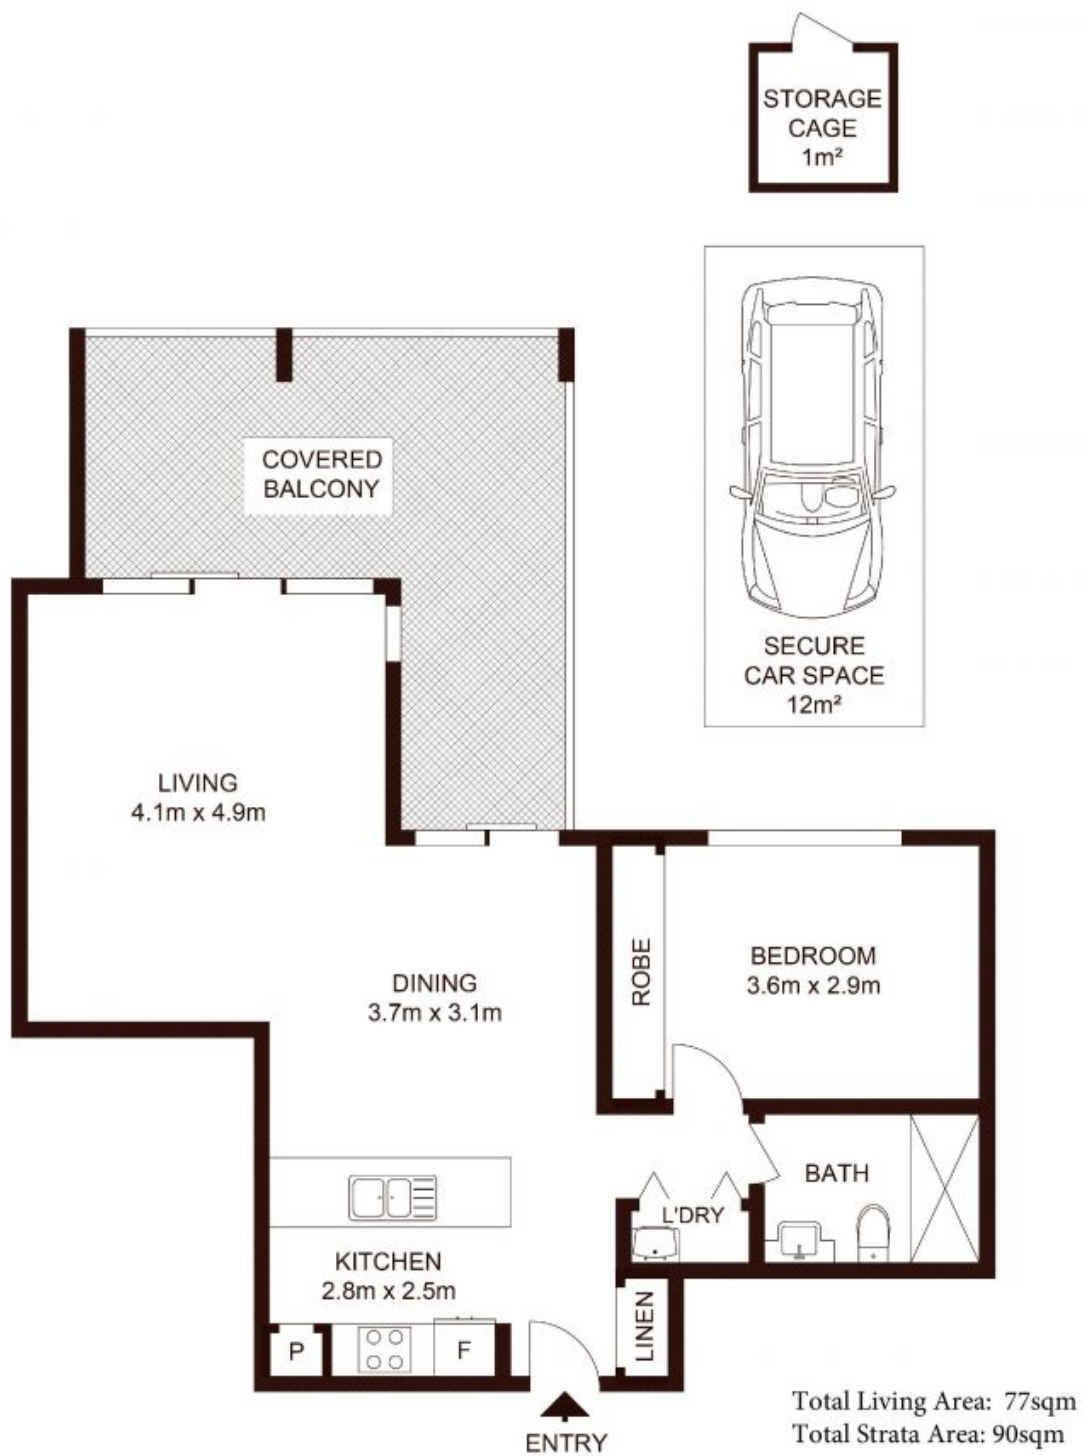 STORAGE
CAGE
1m²
COVERED
BALCONY
SECURE
CAR SPACE
12m²
LIVING
4.1m x 4.9m
ROBE
BEDROOM
3.6m x 2.9m
DINING
3.7m x 3.1m
BATH
L'DRY
KITCHEN
2.8m x 2.5m
LINEN
P
F
ENTRY
Total Living Area: 77sqm
Total Strata Area: 90sqm